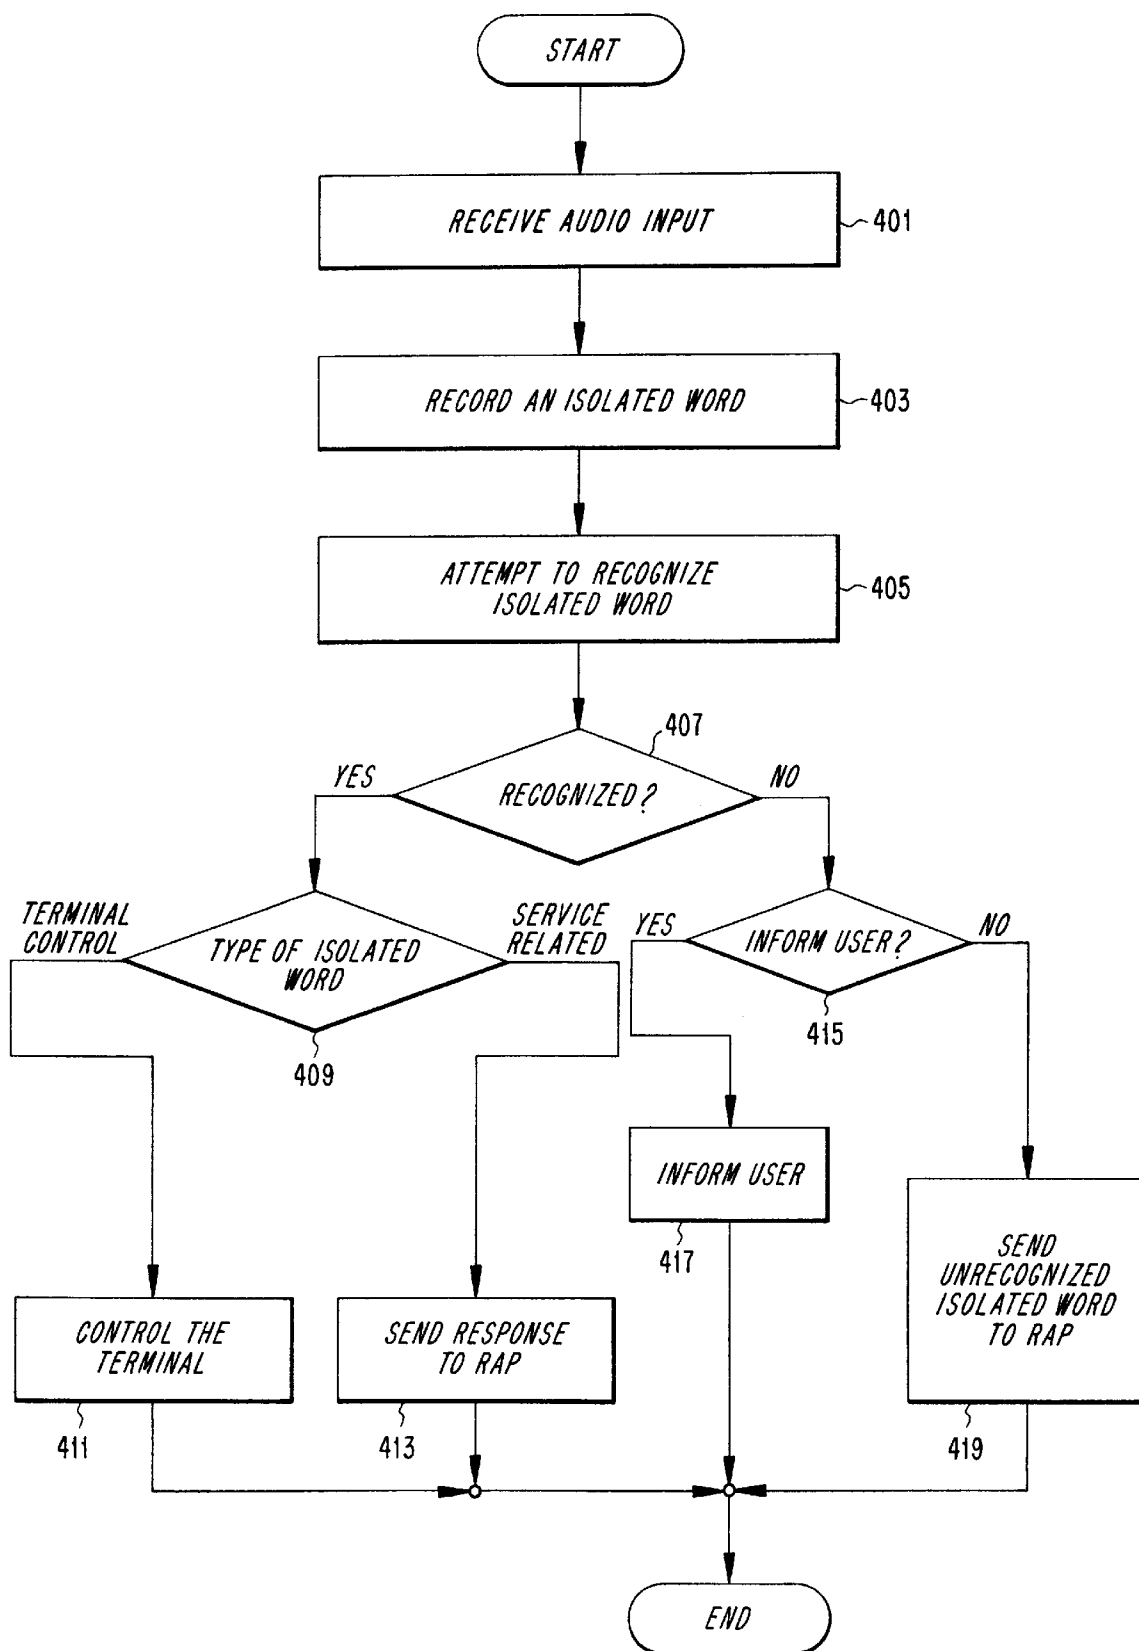 START
RECEIVE AUDIO INPUT
401
RECORD AN ISOLATED WORD
403
ATTEMPT TO RECOGNIZE
ISOLATED WORD
405
407
YES
RECOGNIZED?
NO
TERMINAL
CONTROL
TYPE OF ISOLATED
WORD
SERVICE
RELATED
409
YES
INFORM USER?
NO
415
INFORM USER
417
SEND
UNRECOGNIZED
ISOLATED WORD
TO RAP
419
CONTROL THE
TERMINAL
411
SEND RESPONSE
TO RAP
413
END